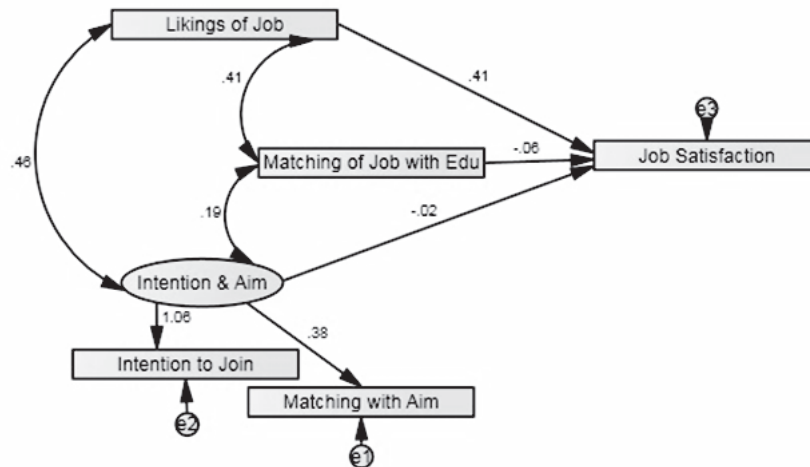 Likings of Job
.41
.41
e3
.46
Matching of Job with Edu
-.06
Job Satisfaction
.19
-.02
Intention & Aim
1.06
.38
Intention to Join
Matching with Aim
e2
e1